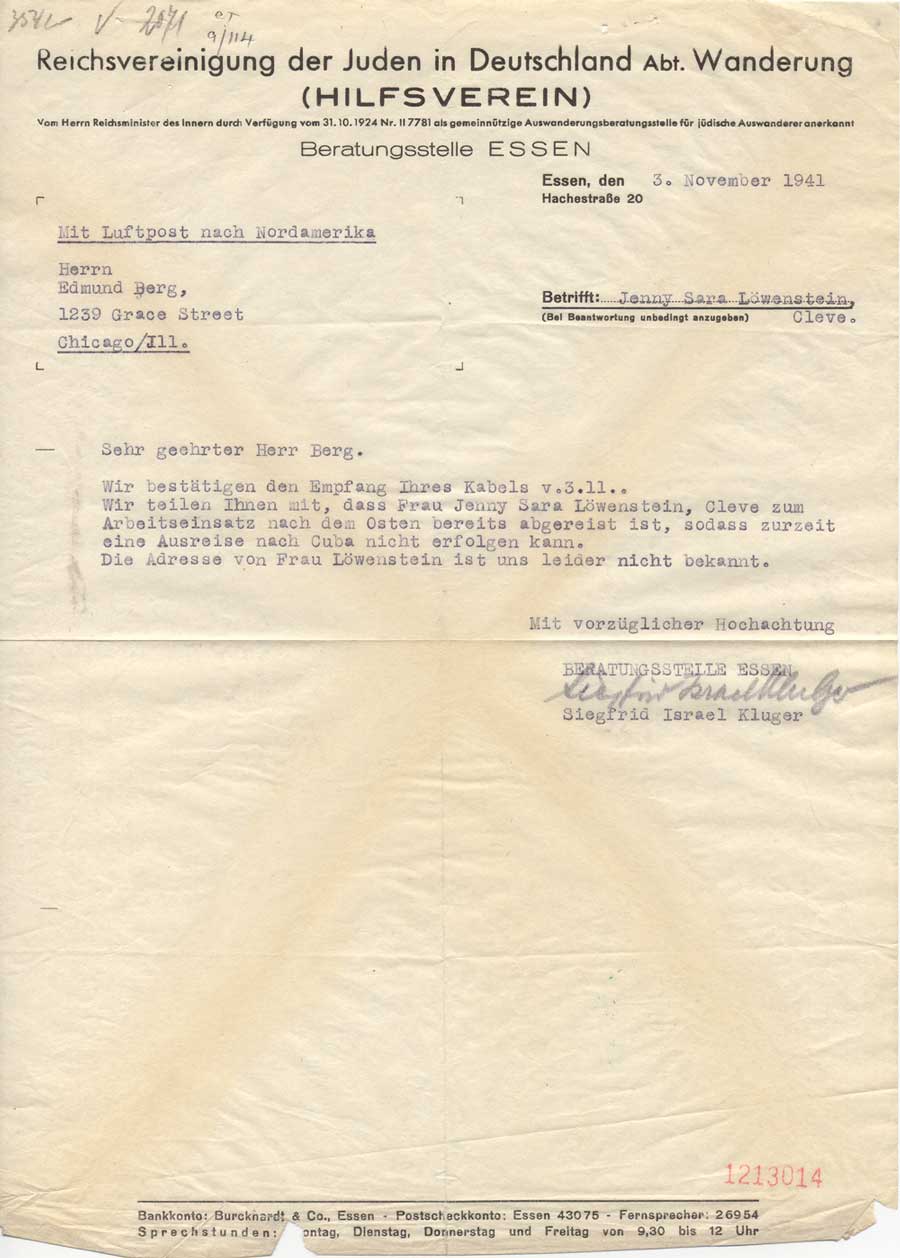 3542 V 2071
9/114
Reichsvereinigung der Juden in Deutschland Abt. Wanderung
(HILFSVEREIN)
Vom Herrn Reichsminister des Innern durch Verfügung vom 31.10.1924 Nr. II 7781 als gemeinnützige Auswanderungsberatungsstelle für jüdische Auswanderer anerkannt
Beratungsstelle ESSEN
Essen, den 3. November 1941
Hachestraße 20
Mit Luftpost nach Nordamerika
Herrn
Edmund Berg,
1239 Grace Street
Chicago/Ill.
Betrifft: Jenny Sara Löwenstein,
(Bei Beantwortung unbedingt anzugeben) Cleve.
Sehr geehrter Herr Berg.
Wir bestätigen den Empfang Ihres Kabels v.3.11..
Wir teilen Ihnen mit, dass Frau Jenny Sara Löwenstein, Cleve zum
Arbeitseinsatz nach dem Osten bereits abgereist ist, sodass zurzeit
eine Ausreise nach Cuba nicht erfolgen kann.
Die Adresse von Frau Löwenstein ist uns leider nicht bekannt.
Mit vorzüglicher Hochachtung
BERATUNGSSTELLE ESSEN
Siegfrid Israel Kluger
Siegfrid Israel Kluger
1213014
Bankkonto: Burckhardt & Co., Essen - Postscheckkonto: Essen 43075 - Fernsprecher: 26954
Sprechstunden: ontag, Dienstag, Donnerstag und Freitag von 9,30 bis 12 Uhr